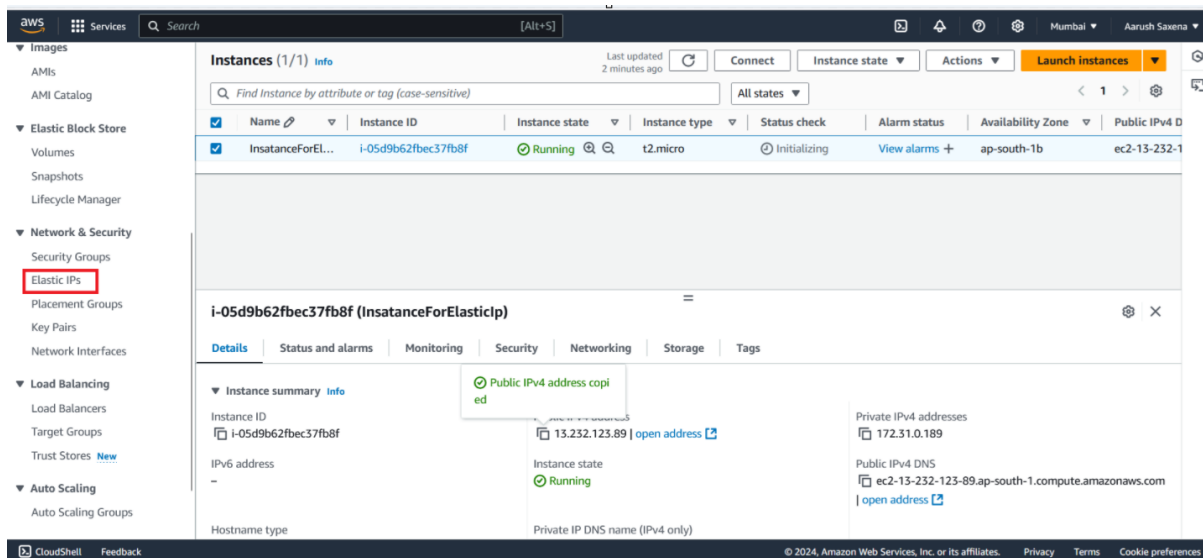 aws
Services
Search
[Alt+S]
Mumbai
Aarush Saxena
Images
AMIs
AMI Catalog
Elastic Block Store
Volumes
Snapshots
Lifecycle Manager
Network & Security
Security Groups
Elastic IPs
Placement Groups
Key Pairs
Network Interfaces
Load Balancing
Load Balancers
Target Groups
Trust Stores New
Auto Scaling
Auto Scaling Groups
Instances (1/1) Info
Last updated
2 minutes ago
Connect
Instance state
Actions
Launch instances
Find Instance by attribute or tag (case-sensitive)
All states
1
Name
Instance ID
Instance state
Instance type
Status check
Alarm status
Availability Zone
Public IPv4 D
InsatanceForEl...
i-05d9b62fbec37fb8f
Running
t2.micro
Initializing
View alarms +
ap-south-1b
ec2-13-232-1
i-05d9b62fbec37fb8f (InsatanceForElasticIp)
Details
Status and alarms
Monitoring
Security
Networking
Storage
Tags
Public IPv4 address copi
ed
Instance summary Info
Instance ID
i-05d9b62fbec37fb8f
13.232.123.89 | open address
Private IPv4 addresses
172.31.0.189
IPv6 address
–
Instance state
Running
Public IPv4 DNS
ec2-13-232-123-89.ap-south-1.compute.amazonaws.com
| open address
Hostname type
Private IP DNS name (IPv4 only)
CloudShell
Feedback
© 2024, Amazon Web Services, Inc. or its affiliates.
Privacy
Terms
Cookie preferences